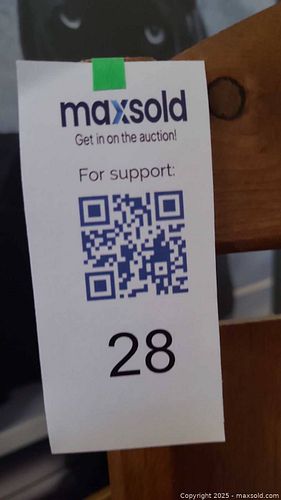 maxsold
Get in on the auction!
For support:
28
Copyright 2025 - maxsold.com